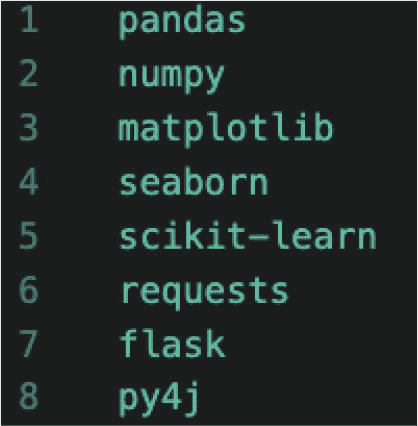 1 pandas
2 numpy
3 matplotlib
4 seaborn
5 scikit-learn
6 requests
7 flask
8 py4j